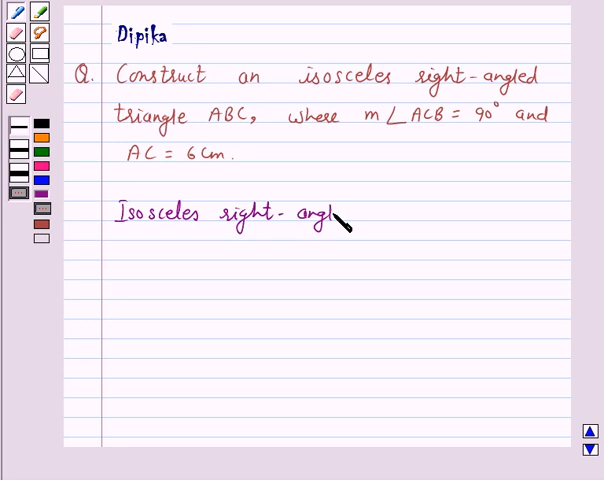 Dipika
Q. Construct an isosceles right-angled
triangle ABC, where m∠ACB = 90° and
AC = 6cm.
Isosceles right-angl